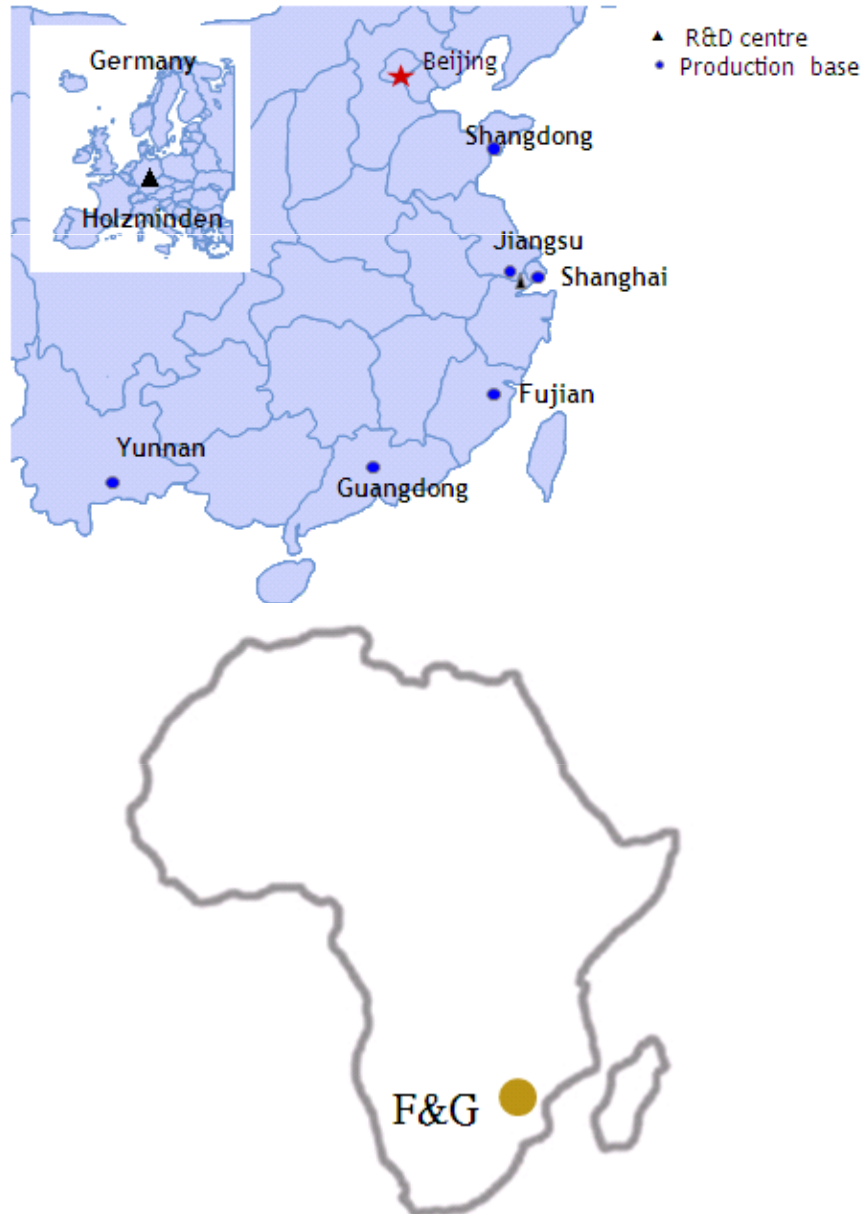 Germany
Holzminden
Beijing
Shangdong
Jiangsu
Shanghai
Fujian
Yunnan
Guangdong
R&D centre
Production base
F&G